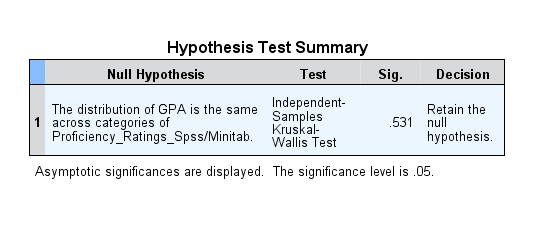 Hypothesis Test Summary
Null Hypothesis Test Sig. Decision
1 The distribution of GPA is the same across categories of Proficiency_Ratings_Spss/Minitab. Independent-Samples Kruskal-Wallis Test .531 Retain the null hypothesis.
Asymptotic significances are displayed. The significance level is .05.